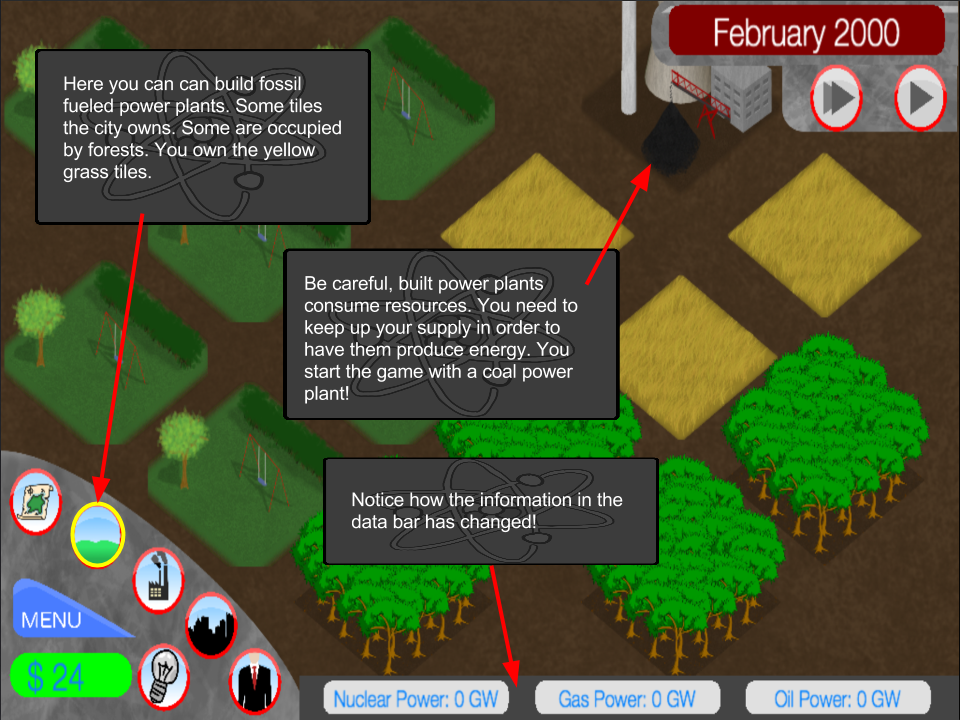 February 2000
Here you can can build fossil
fueled power plants. Some tiles
the city owns. Some are occupied
by forests. You own the yellow
grass tiles.
Be careful, built power plants
consume resources. You need to
keep up your supply in order to
have them produce energy. You
start the game with a coal power
plant!
Notice how the information in the
data bar has changed!
MENU
$ 24
Nuclear Power: 0 GW
Gas Power: 0 GW
Oil Power: 0 GW